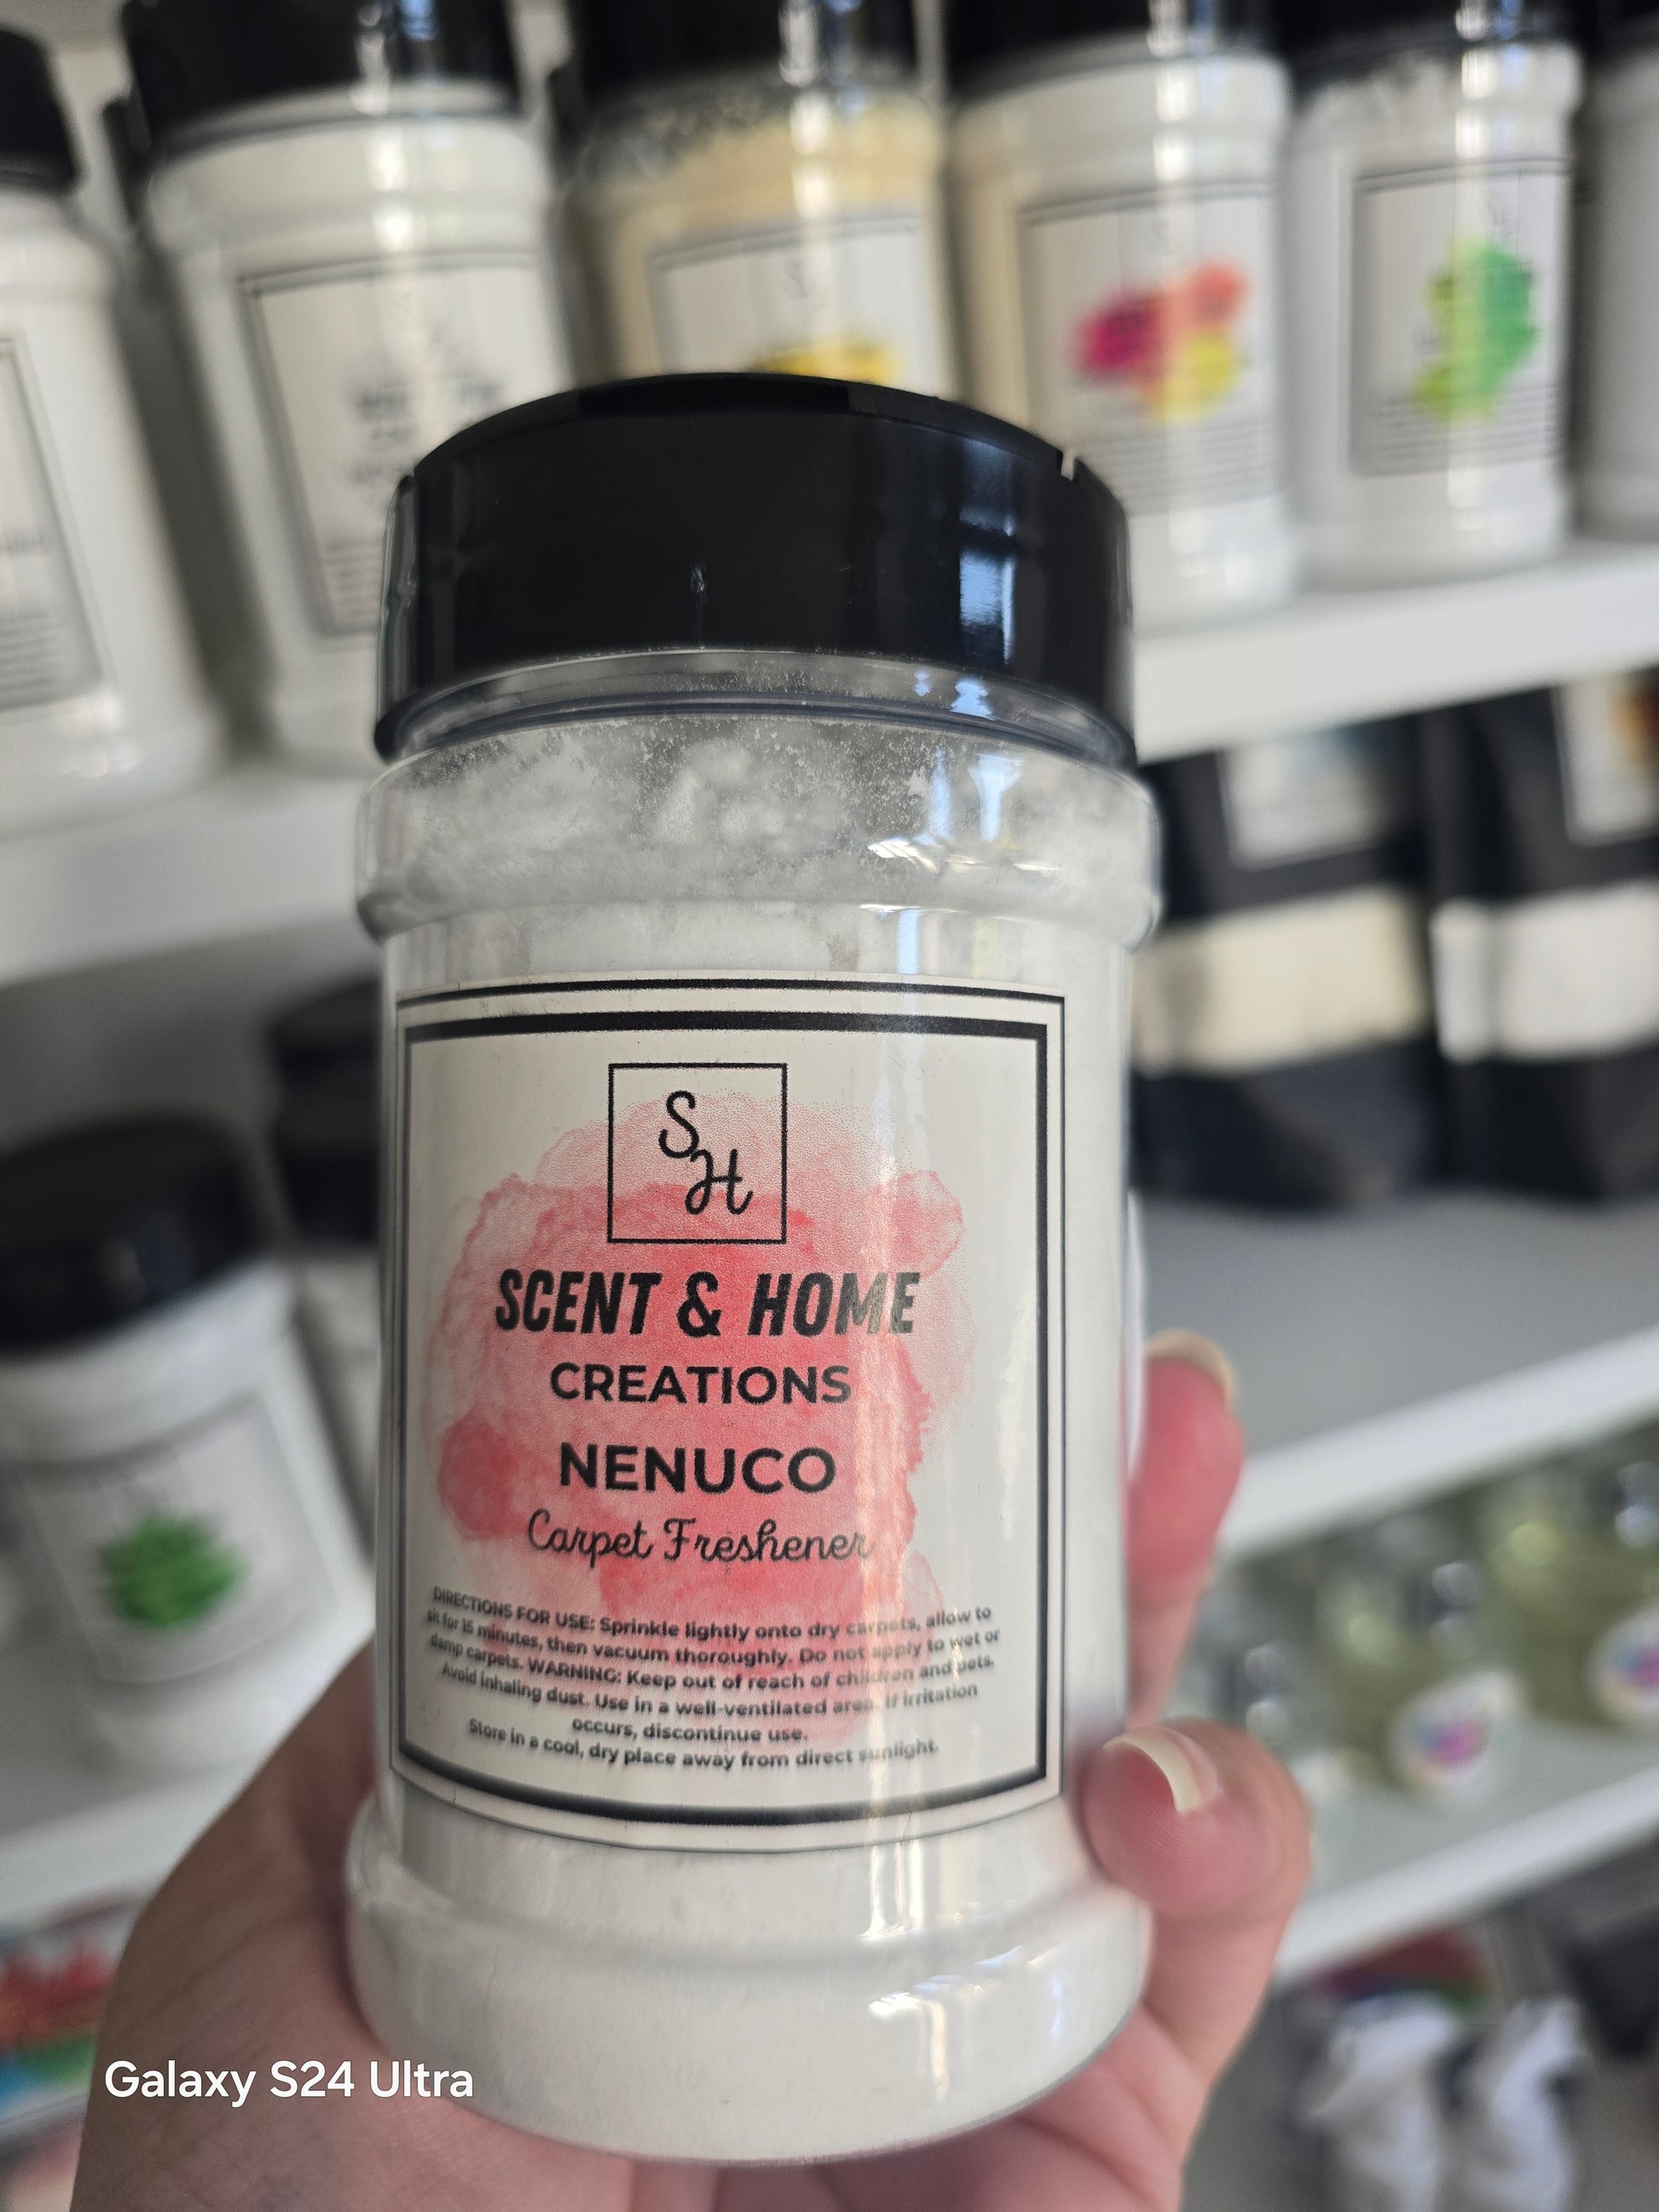 SH
SCENT & HOME
CREATIONS
NENUCO
Carpet Freshener
DIRECTIONS FOR USE: Sprinkle lightly onto dry carpets, allow to
sit for 15 minutes, then vacuum thoroughly. Do not apply to wet or
damp carpets. WARNING: Keep out of reach of children and pets.
Avoid inhaling dust. Use in a well-ventilated area. If irritation
occurs, discontinue use.
Store in a cool, dry place away from direct sunlight.
Galaxy S24 Ultra